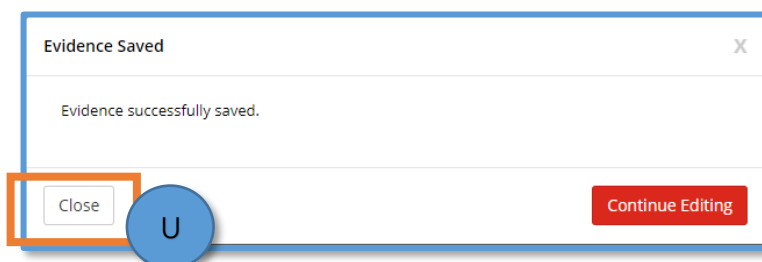 Evidence Saved X
Evidence successfully saved.
Close U Continue Editing